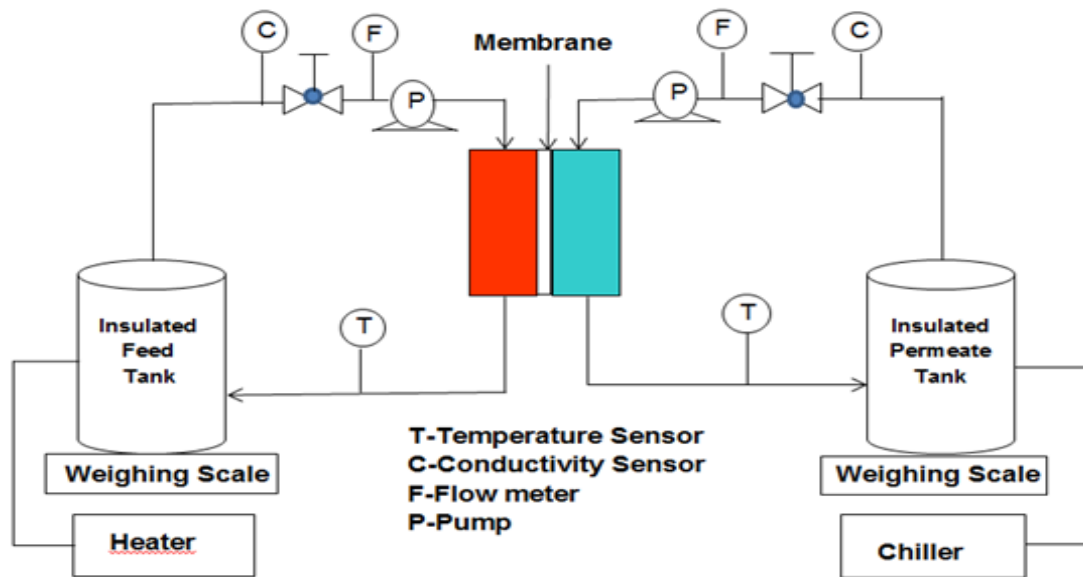 C
F
Membrane
F
C
P
P
Insulated
Feed
Tank
T
T
Insulated
Permeate
Tank
T-Temperature Sensor
C-Conductivity Sensor
F-Flow meter
P-Pump
Weighing Scale
Weighing Scale
Heater
Chiller